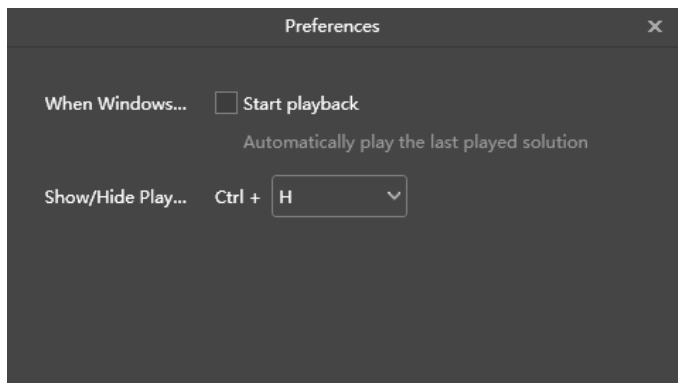 Preferences
When Windows... Start playback
Automatically play the last played solution
Show/Hide Play... Ctrl + H